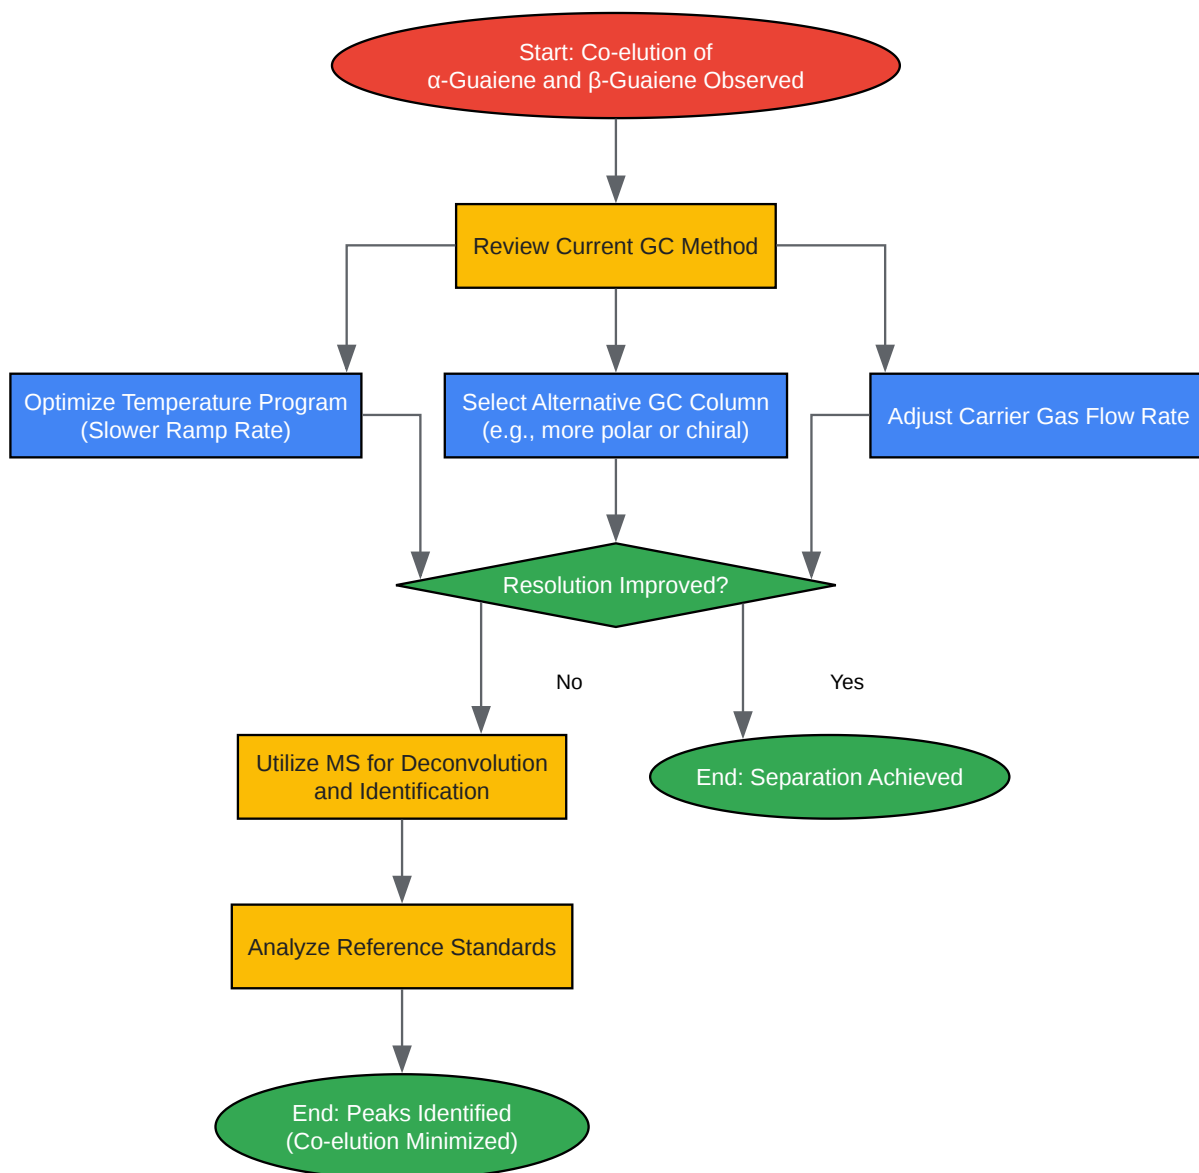 Start: Co-elution of
α-Guaiene and β-Guaiene Observed
Review Current GC Method
Optimize Temperature Program
(Slower Ramp Rate)
Select Alternative GC Column
(e.g., more polar or chiral)
Adjust Carrier Gas Flow Rate
Resolution Improved?
No
Yes
Utilize MS for Deconvolution
and Identification
End: Separation Achieved
Analyze Reference Standards
End: Peaks Identified
(Co-elution Minimized)